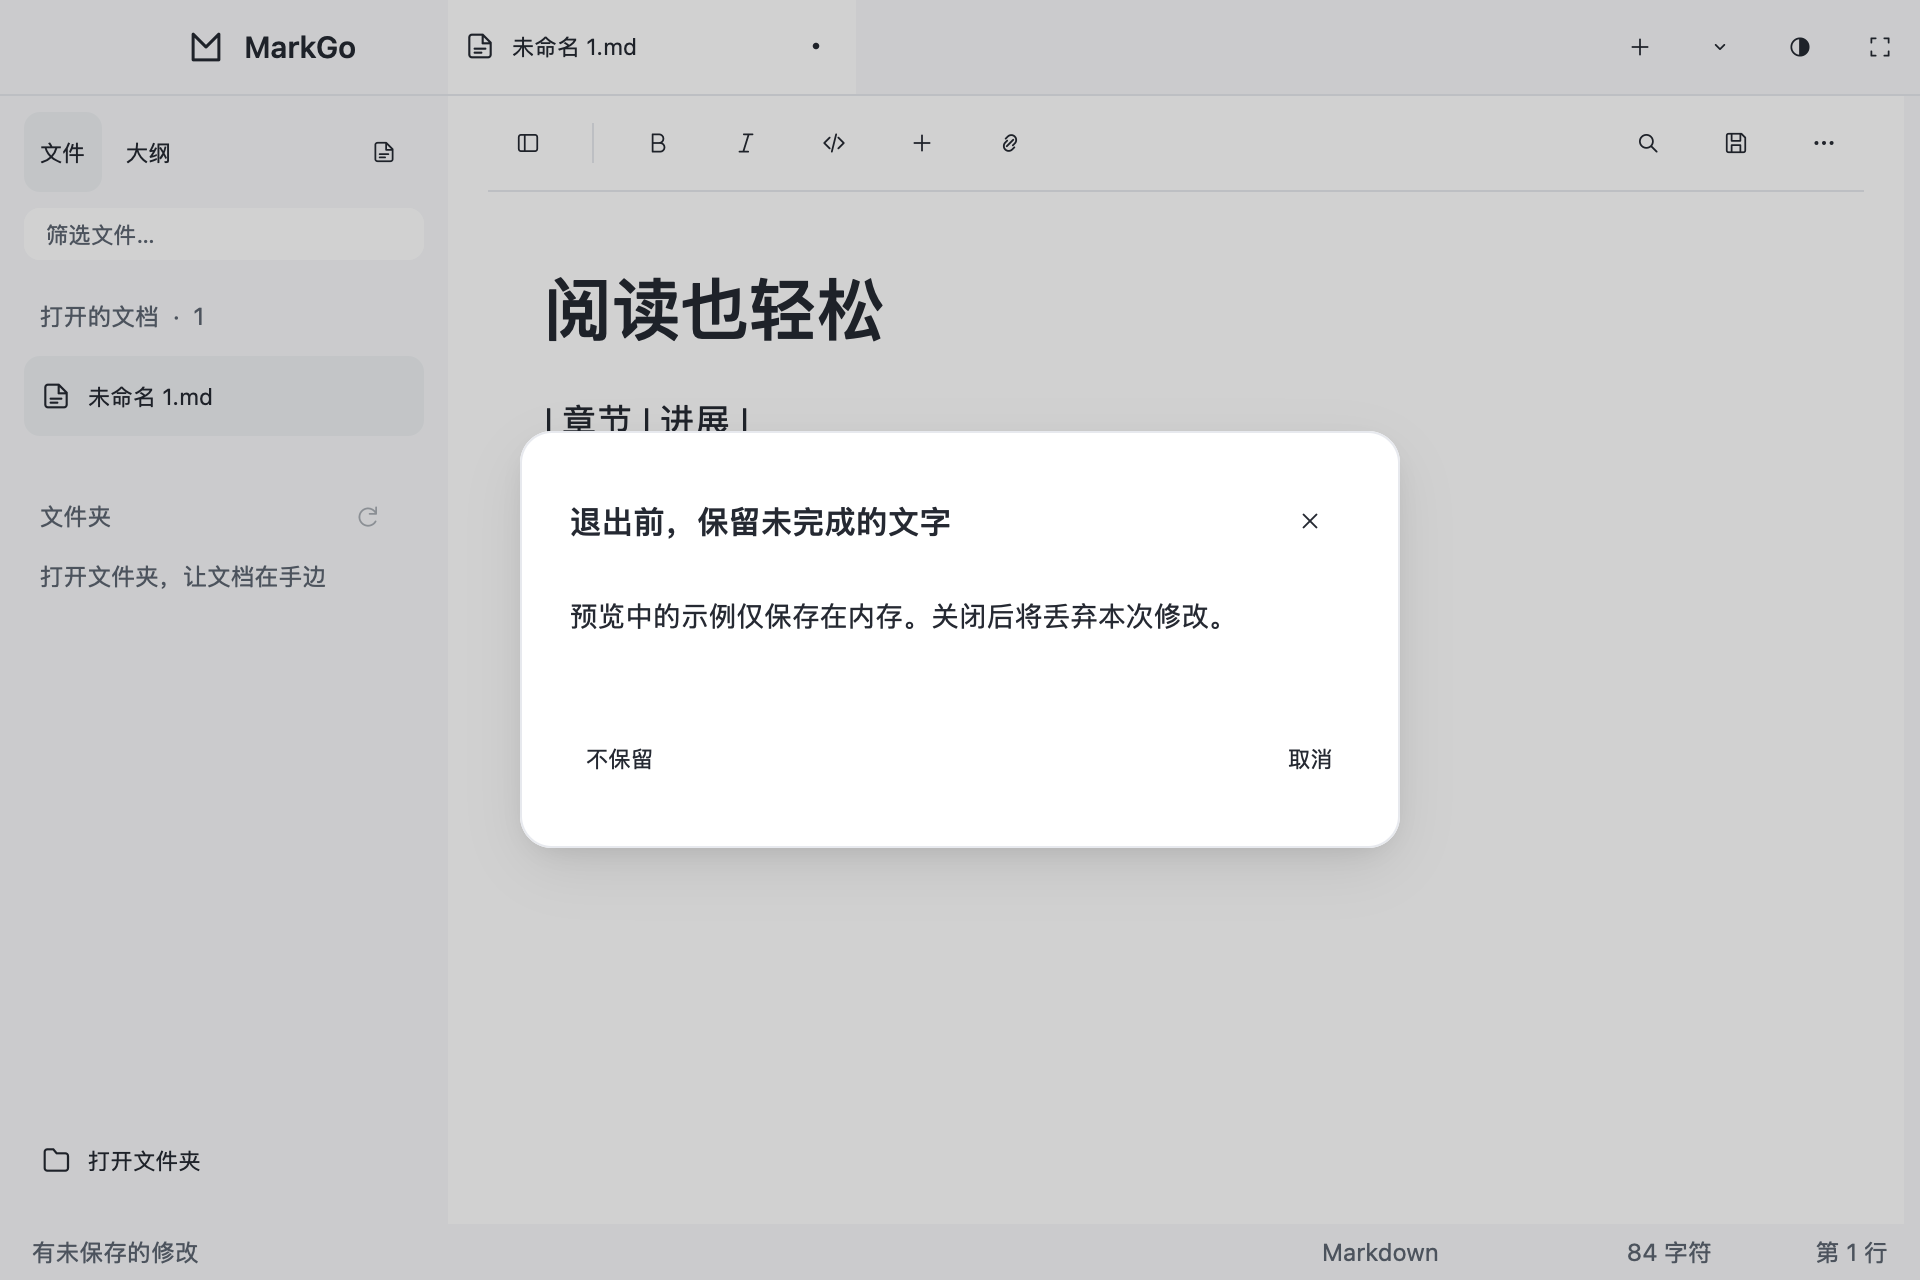 MarkGo
未命名 1.md
文件
大纲
筛选文件...
打开的文档 · 1
未命名 1.md
文件夹
打开文件夹，让文档在手边
打开文件夹
有未保存的修改
阅读也轻松
| 章节 | 进展 |
退出前，保留未完成的文字
预览中的示例仅保存在内存。关闭后将丢弃本次修改。
不保留
取消
Markdown
84 字符
第 1 行